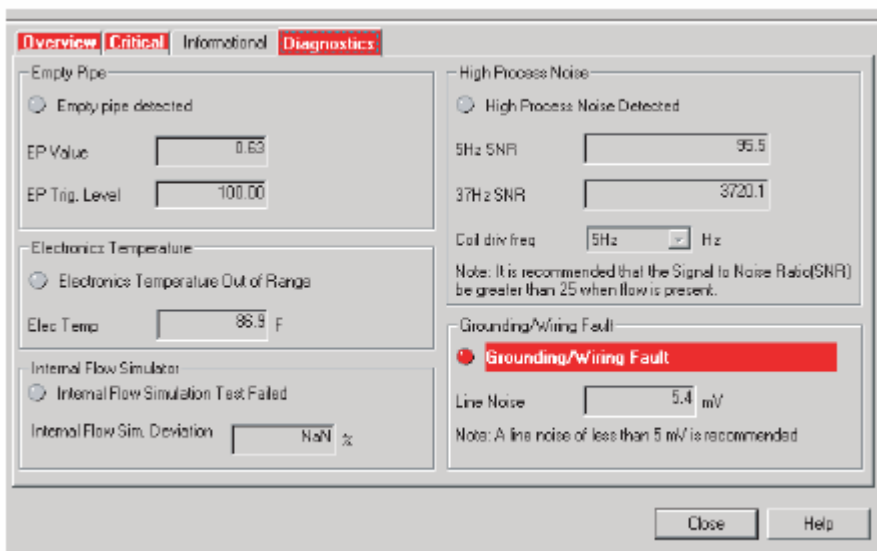 Overview Critical Informational Diagnostics
Empty Pipe
Empty pipe detected
EP Value 0.63
EP Trig. Level 100.00
Electronics Temperature
Electronics Temperature Out of Range
Elec Temp 86.9 F
Internal Flow Simulator
Internal Flow Simulation Test Failed
Internal Flow Sim. Deviation NaN %
High Process Noise
High Process Noise Detected
5Hz SNR 95.5
37Hz SNR 3720.1
Coil driv freq 5Hz Hz
Note: It is recommended that the Signal to Noise Ratio(SNR)
be greater than 25 when flow is present.
Grounding/Wiring Fault
Grounding/Wiring Fault
Line Noise 5.4 mV
Note: A line noise of less than 5 mV is recommended
Close Help